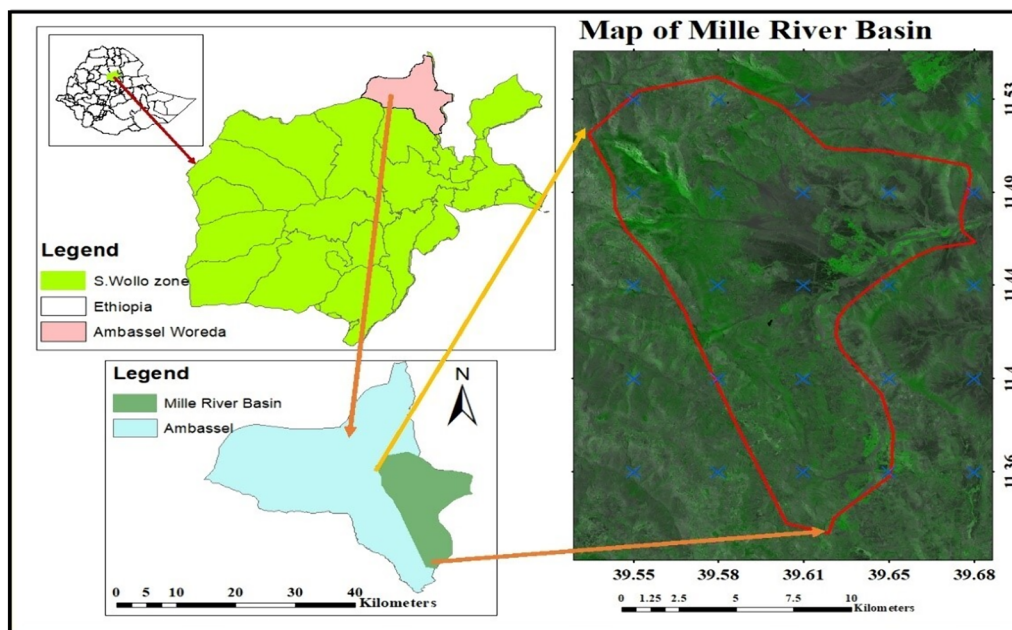 Map of Mille River Basin
Legend
S.Wollo zone
Ethiopia
Ambassel Woreda
Legend
Mille River Basin
Ambassel
N
0 5 10 20 30 40
Kilometers
11.53
11.49
11.44
11.4
11.36
39.55 39.58 39.61 39.65 39.68
0 1.25 2.5 5 7.5 10
Kilometers